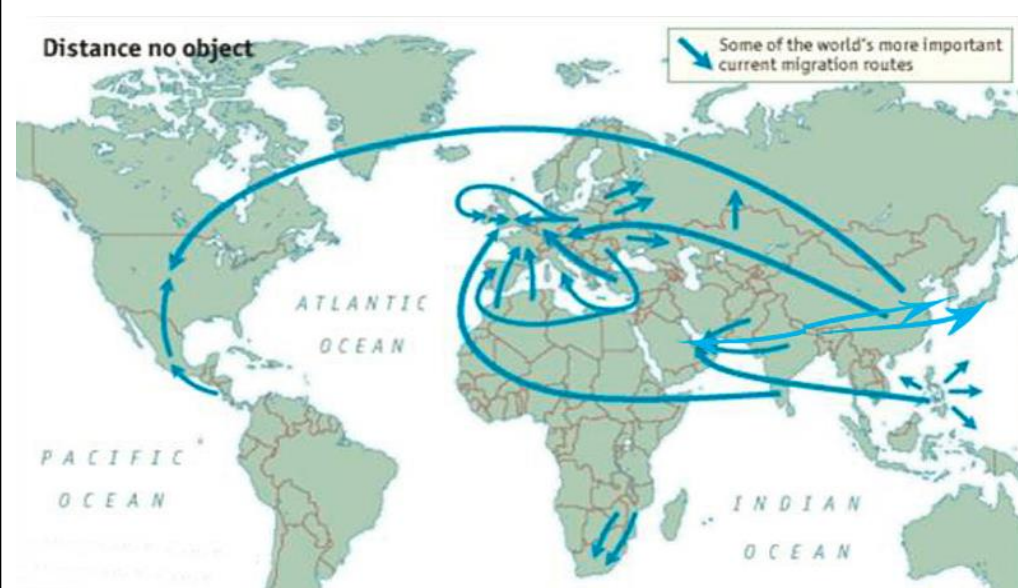 Distance no object
Some of the world's more important
current migration routes
ATLANTIC
OCEAN
PACIFIC
OCEAN
INDIAN
OCEAN